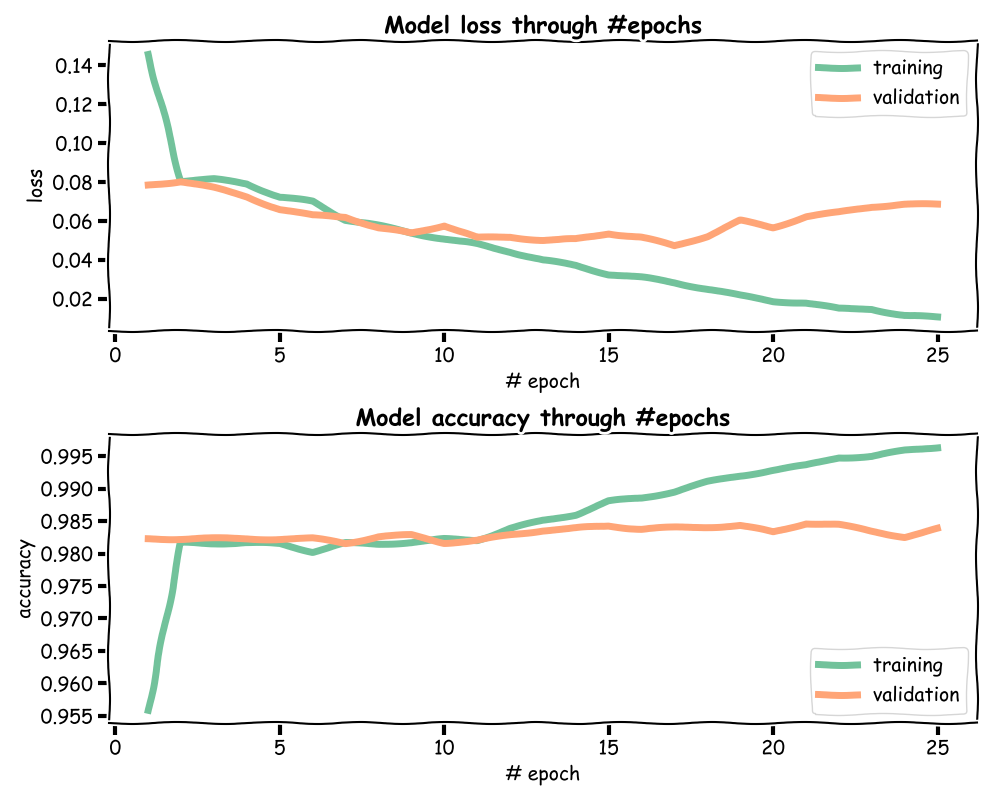 Model loss through #epochs
0.14
0.12
0.10
0.08
0.06
0.04
0.02
loss
training
validation
0 5 10 15 20 25
# epoch
Model accuracy through #epochs
0.995
0.990
0.985
0.980
0.975
0.970
0.965
0.960
0.955
accuracy
training
validation
0 5 10 15 20 25
# epoch